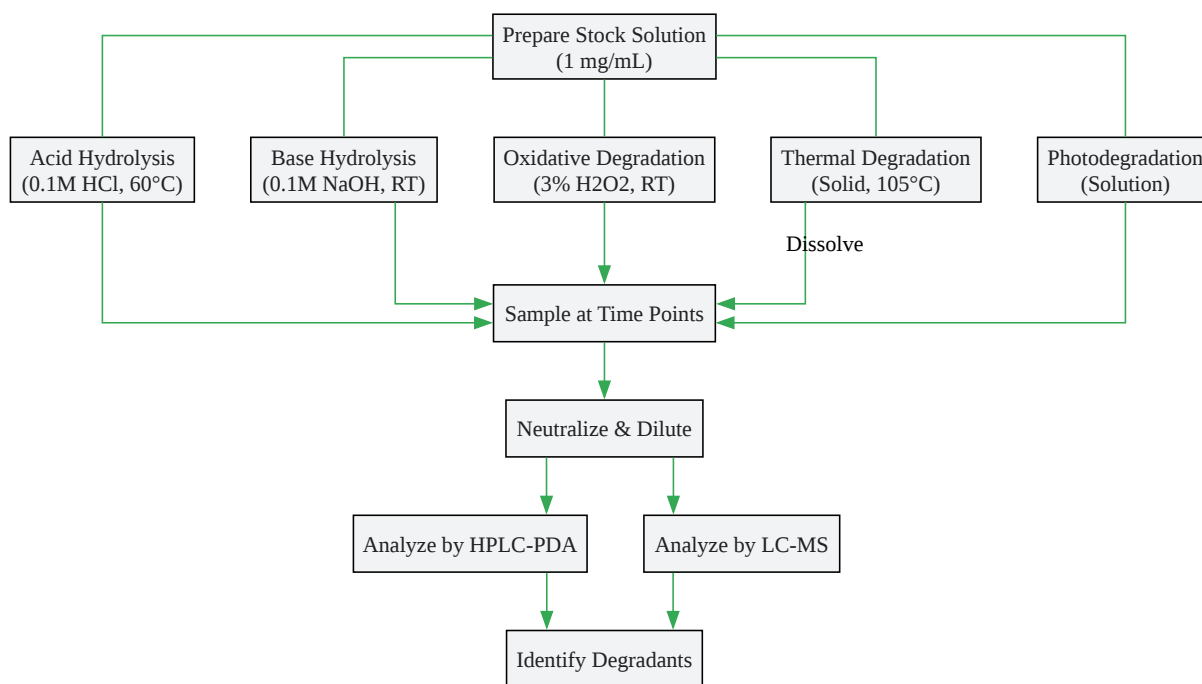 Prepare Stock Solution
(1 mg/mL)
Acid Hydrolysis
(0.1M HCl, 60°C)
Base Hydrolysis
(0.1M NaOH, RT)
Oxidative Degradation
(3% H2O2, RT)
Thermal Degradation
(Solid, 105°C)
Photodegradation
(Solution)
Dissolve
Sample at Time Points
Neutralize & Dilute
Analyze by HPLC-PDA
Analyze by LC-MS
Identify Degradants